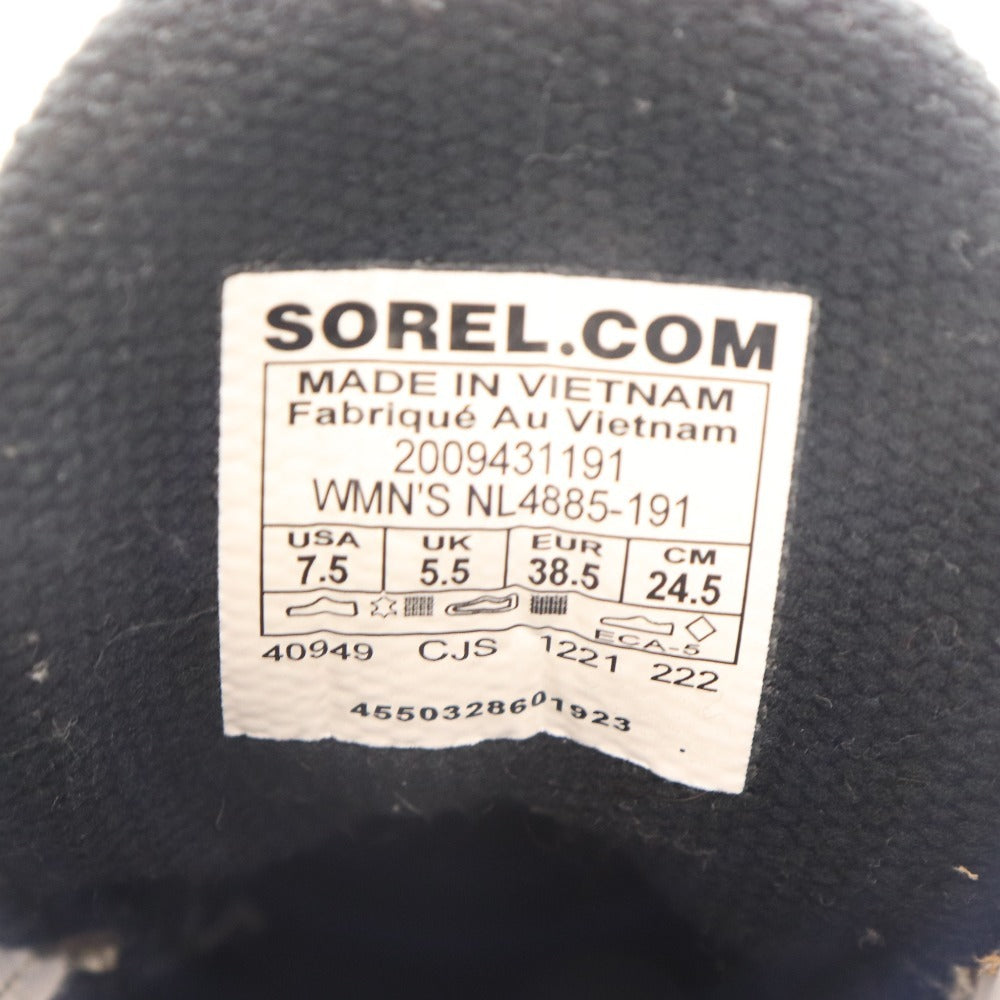 SOREL.COM
MADE IN VIETNAM
Fabriqué Au Vietnam
2009431191
WMN'S NL4885-191
USA UK EUR CM
7.5 5.5 38.5 24.5
ECA-5
40949 CJS 1221 222
4550328601923